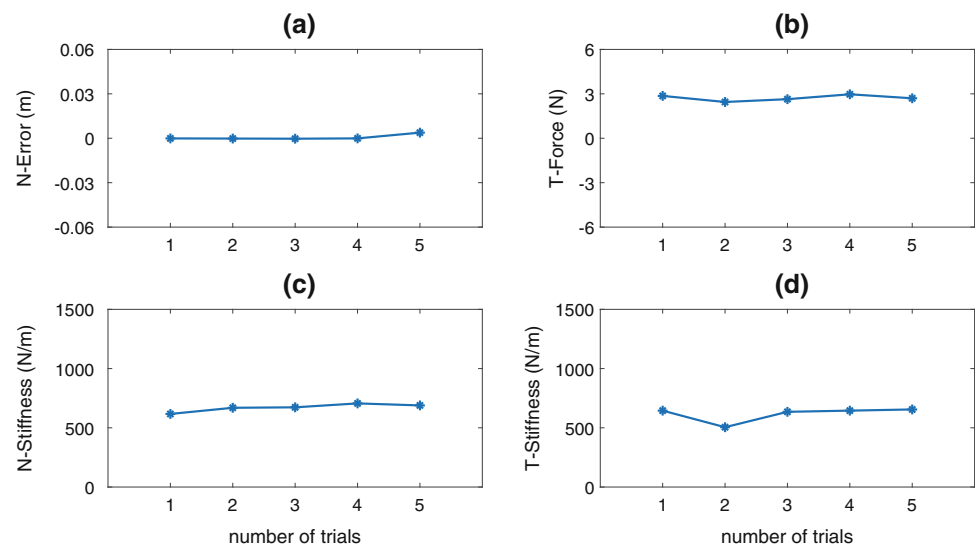 (a)
N-Error (m)
0.06
0.03
0
-0.03
-0.06
1 2 3 4 5
(b)
T-Force (N)
6
3
0
-3
-6
1 2 3 4 5
(c)
N-Stiffness (N/m)
1500
1000
500
0
1 2 3 4 5
number of trials
(d)
T-Stiffness (N/m)
1500
1000
500
0
1 2 3 4 5
number of trials